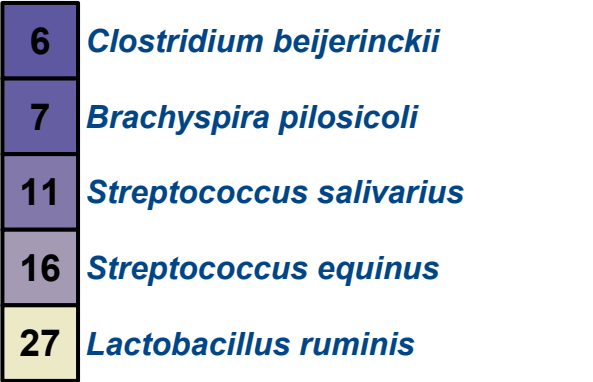 6 Clostridium beijerinckii
7 Brachyspira pilosicoli
11 Streptococcus salivarius
16 Streptococcus equinus
27 Lactobacillus ruminis